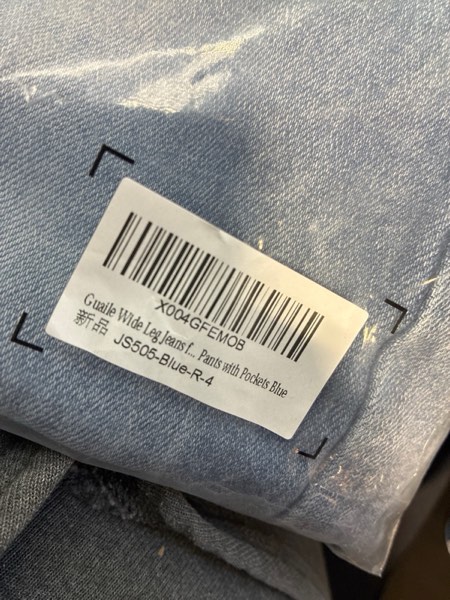 X004GFEMOB
Guaile Wide Leg Jeans f... Pants with Pockets Blue
新品 JS505-Blue-R-4